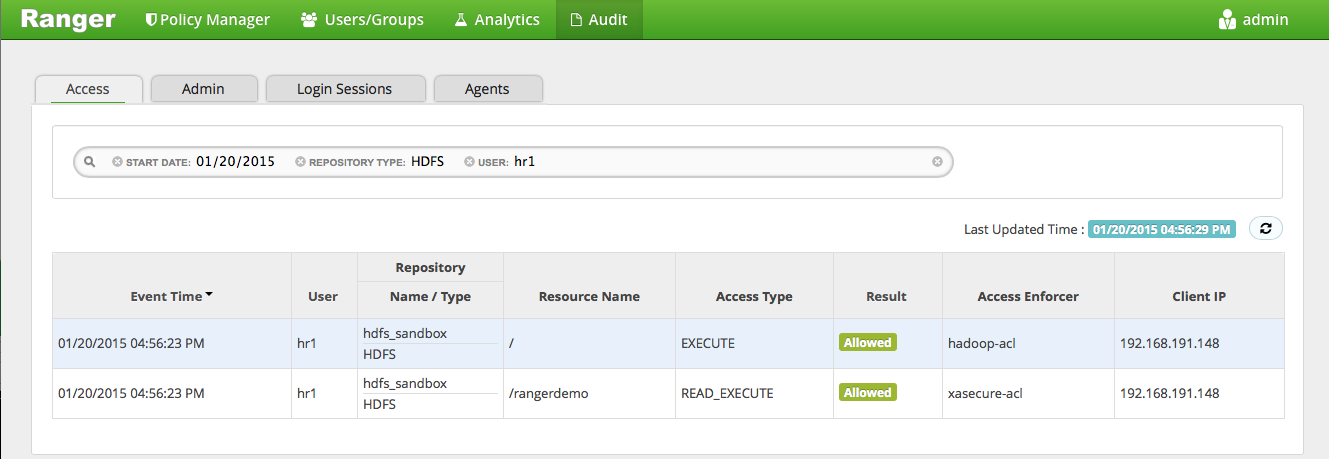 Ranger Policy Manager Users/Groups Analytics Audit admin
Access Admin Login Sessions Agents
START DATE: 01/20/2015 REPOSITORY TYPE: HDFS USER: hr1
Last Updated Time : 01/20/2015 04:56:29 PM
Repository
Event Time User Name / Type Resource Name Access Type Result Access Enforcer Client IP
01/20/2015 04:56:23 PM hr1 hdfs_sandbox / EXECUTE Allowed hadoop-acl 192.168.191.148
HDFS
01/20/2015 04:56:23 PM hr1 hdfs_sandbox /rangerdemo READ_EXECUTE Allowed xasecure-acl 192.168.191.148
HDFS